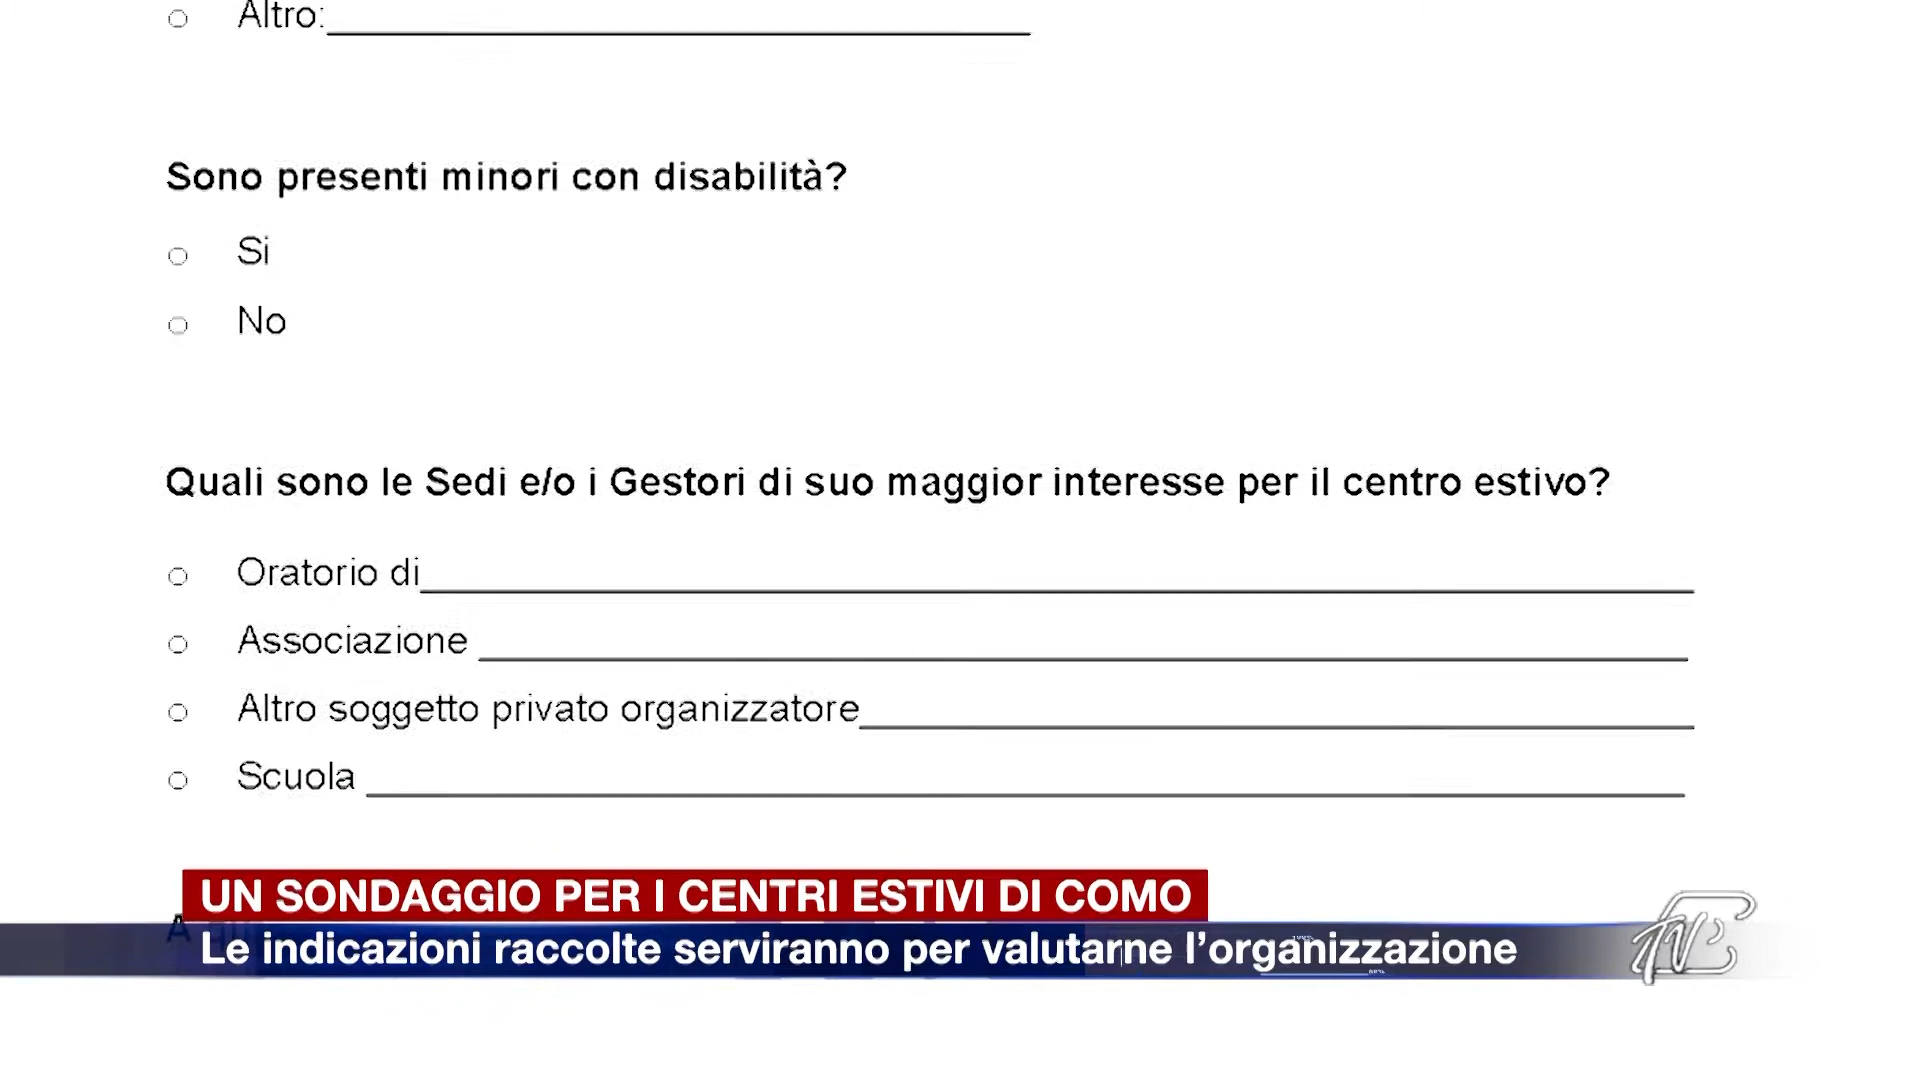 Altro:
Sono presenti minori con disabilità?
Si
No
Quali sono le Sedi e/o i Gestori di suo maggior interesse per il centro estivo?
Oratorio di
Associazione
Altro soggetto privato organizzatore
Scuola
UN SONDAGGIO PER I CENTRI ESTIVI DI COMO
Le indicazioni raccolte serviranno per valutarne l'organizzazione